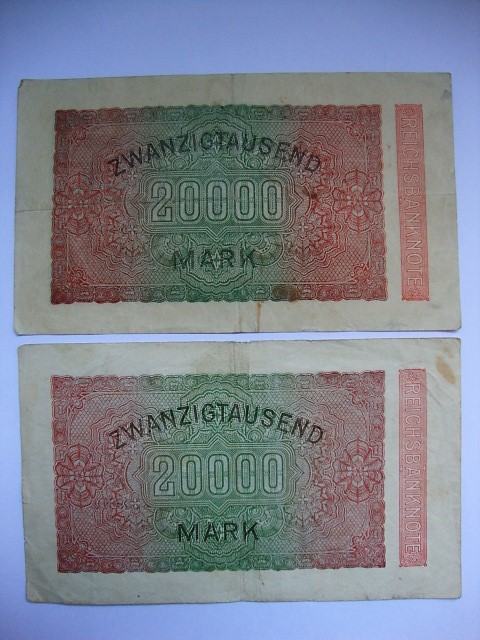 ZWANZIGTAUSEND
20000
MARK
REICHSBANKNOTE
ZWANZIGTAUSEND
20000
MARK
REICHSBANKNOTE